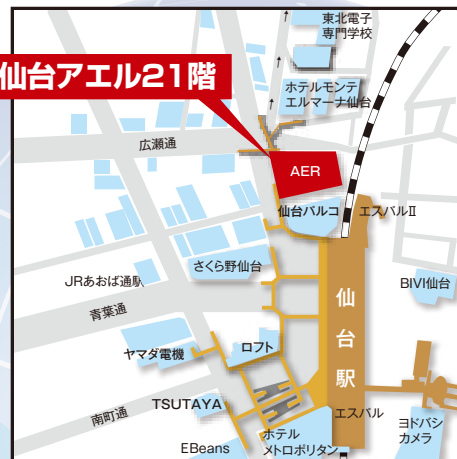 東北電子
専門学校
仙台アエル21階
ホテルモンテ
エルマーナ仙台
広瀬通
AER
仙台パルコ
エスパルII
さくら野仙台
JRあおば通駅
BIVI仙台
青葉通
仙台駅
ヤマダ電機
ロフト
TSUTAYA
エスパル
南町通
ヨドバシ
カメラ
ホテル
メトロポリタン
EBeans